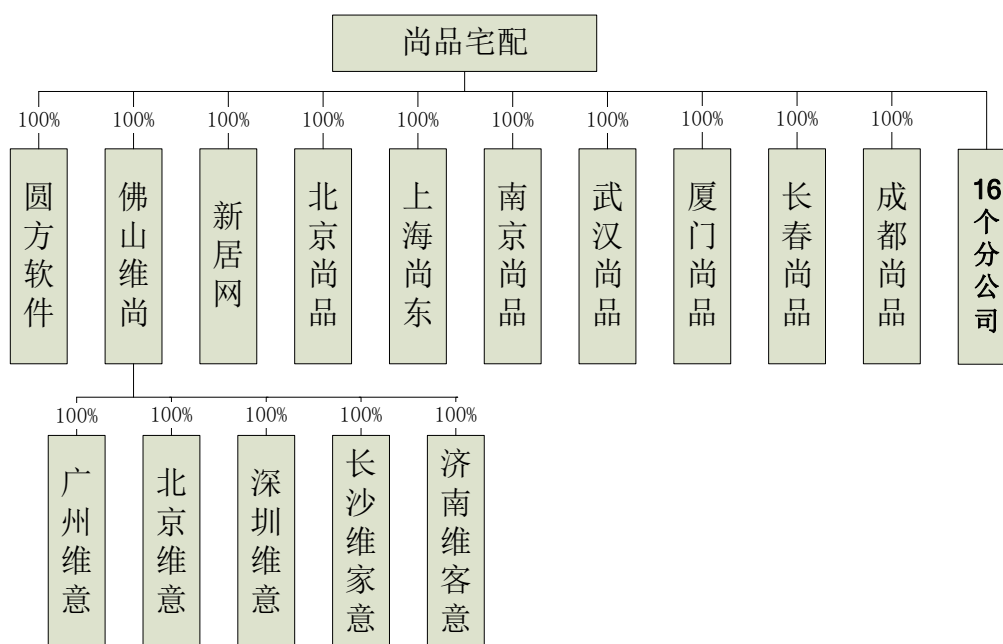 尚品宅配
100% 100% 100% 100% 100% 100% 100% 100% 100% 100%
圆方软件
佛山维尚
新居网
北京尚品
上海尚东
南京尚品
武汉尚品
厦门尚品
长春尚品
成都尚品
16个分公司
100% 100% 100% 100% 100%
广州维意
北京维意
深圳维意
长沙维家意
济南维客意